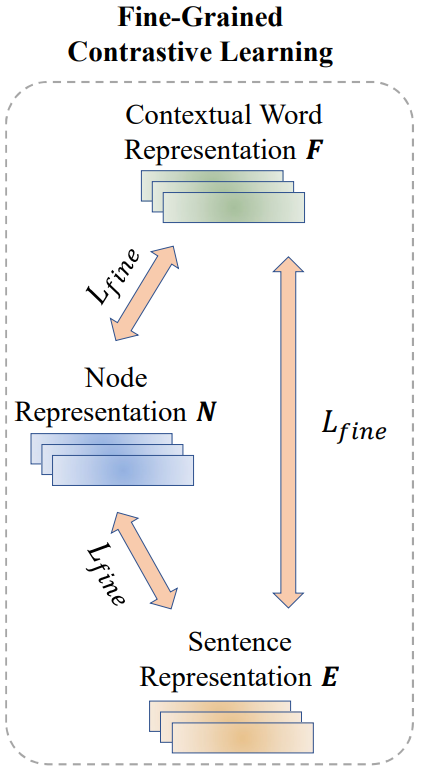 Fine-Grained
Contrastive Learning
Contextual Word
Representation F
L_fine
Node
Representation N
L_fine
L_fine
Sentence
Representation E